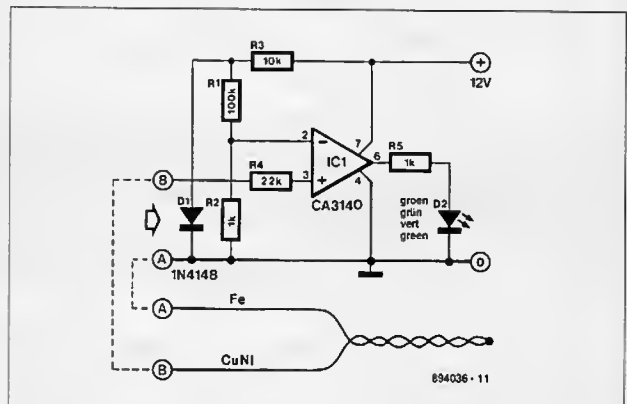 R3
10k
R1
100k
12V
7
2
IC1
6
R5
1k
R4
22k
3
4
CA3140
B
D1
R2
1k
groen
grün
vert
green
D2
A
1N4148
0
A
Fe
B
CuNi
894036 - 11